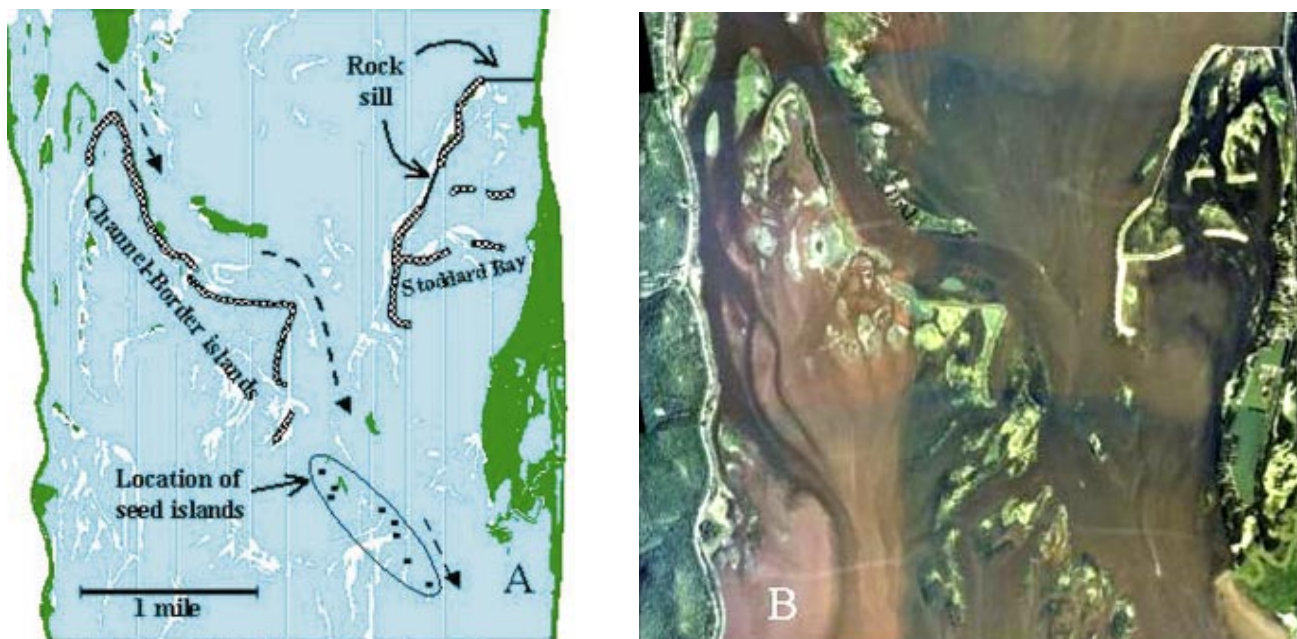 Rock
sill
Channel-Border islands
Stoddard Bay
Location of
seed islands
1 mile
A
B